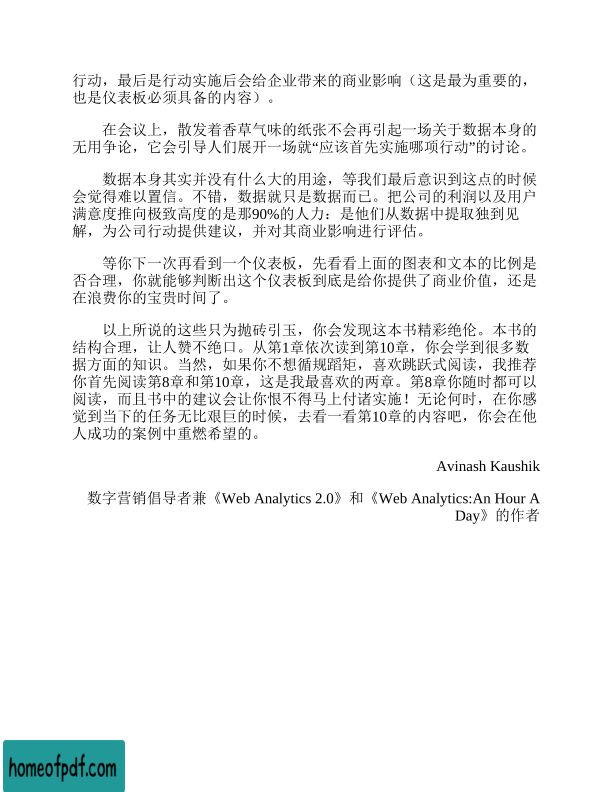 行动，最后是行动实施后会给企业带来的商业影响（这是最为重要的，
也是仪表板必须具备的内容）。
在会议上，散发着香草气味的纸张不会再引起一场关于数据本身的
无用争论，它会引导人们展开一场就“应该首先实施哪项行动”的讨论。
数据本身其实并没有什么大的用途，等我们最后意识到这点的时候
会觉得难以置信。不错，数据就只是数据而已。把公司的利润以及用户
满意度推向极致高度的是那90%的人力：是他们从数据中提取独到见
解，为公司行动提供建议，并对其商业影响进行评估。
等你下一次再看到一个仪表板，先看看上面的图表和文本的比例是
否合理，你就能够判断出这个仪表板到底是给你提供了商业价值，还是
在浪费你的宝贵时间了。
以上所说的这些只为抛砖引玉，你会发现这本书精彩绝伦。本书的
结构合理，让人赞不绝口。从第1章依次读到第10章，你会学到很多数
据方面的知识。当然，如果你不想循规蹈矩，喜欢跳跃式阅读，我推荐
你首先阅读第8章和第10章，这是我最喜欢的两章。第8章你随时都可以
阅读，而且书中的建议会让你恨不得马上付诸实施！无论何时，在你感
觉到当下的任务无比艰巨的时候，去看一看第10章的内容吧，你会在他
人成功的案例中重燃希望的。
Avinash Kaushik
数字营销倡导者兼《Web Analytics 2.0》和《Web Analytics:An Hour A
Day》的作者
homeofpdf.com